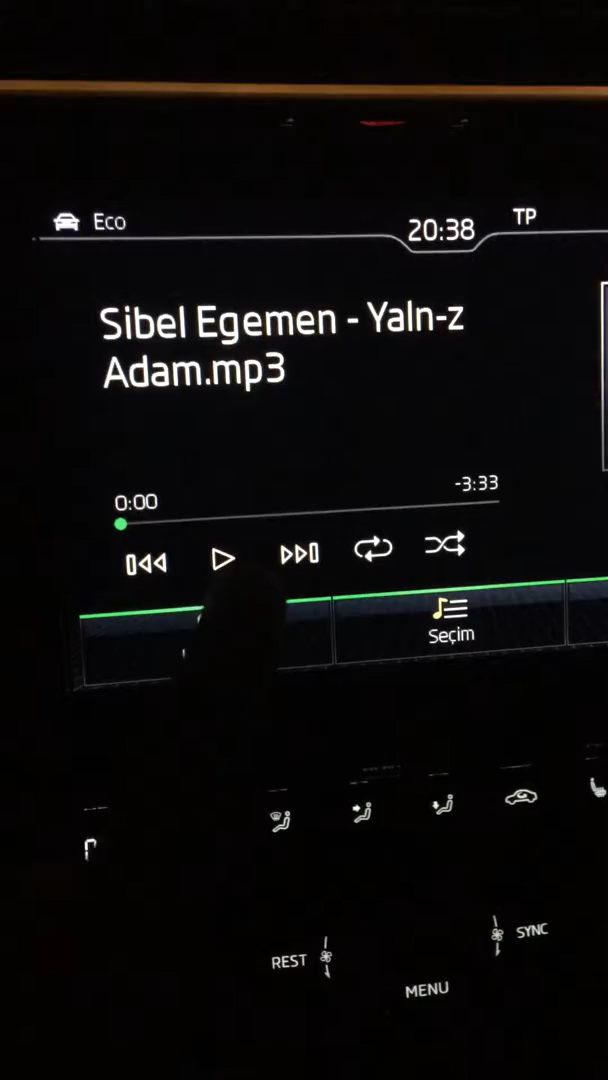 Eco
20:38
TP
Sibel Egemen - Yaln-z
Adam.mp3
0:00
-3:33
Seçim
REST
SYNC
MENU